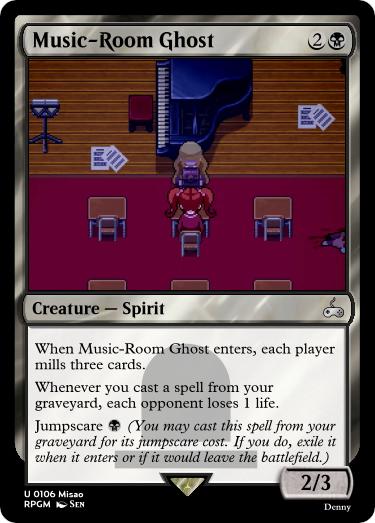 Music-Room Ghost 2
Creature — Spirit
When Music-Room Ghost enters, each player
mills three cards.
Whenever you cast a spell from your
graveyard, each opponent loses 1 life.
Jumpscare (You may cast this spell from your
graveyard for its jumpscare cost. If you do, exile it
when it enters or if it would leave the battlefield.)
2/3
U 0106 Misao
RPGM Sen
Denny